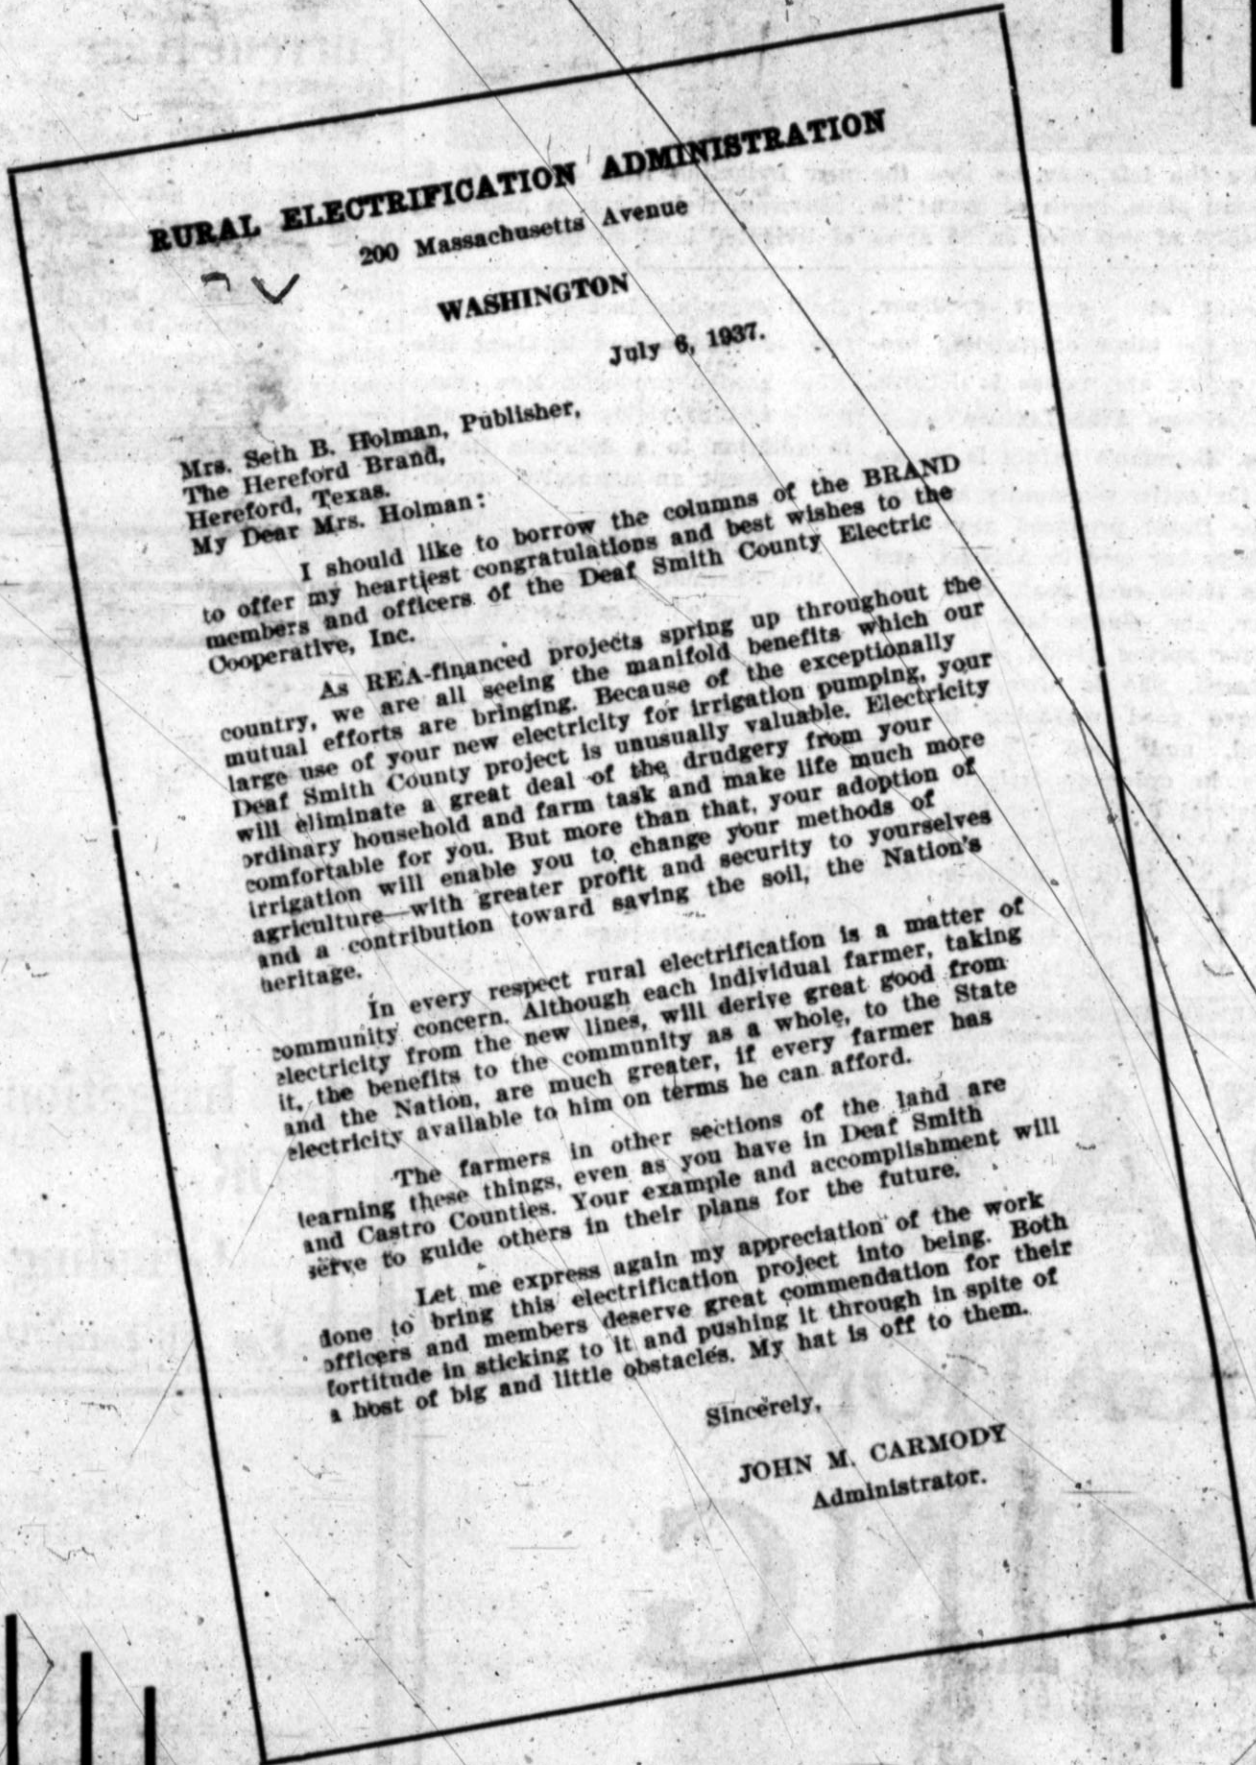 RURAL ELECTRIFICATION ADMINISTRATION
200 Massachusetts Avenue
WASHINGTON
July 6, 1937.
Mrs. Seth B. Holman, Publisher,
The Hereford Brand,
Hereford, Texas.
My Dear Mrs. Holman:
I should like to borrow the columns of the BRAND
to offer my heartiest congratulations and best wishes to the
members and officers of the Deaf Smith County Electric
Cooperative, Inc.
As REA-financed projects spring up throughout the
country, we are all seeing the manifold benefits which our
mutual efforts are bringing. Because of the exceptionally
large use of your new electricity for irrigation pumping, your
Deaf Smith County project is unusually valuable. Electricity
will eliminate a great deal of the drudgery from your
ordinary household and farm task and make life much more
comfortable for you. But more than that, your adoption of
irrigation will enable you to change your methods of
agriculture—with greater profit and security to yourselves
and a contribution toward saving the soil, the Nation's
heritage.
In every respect rural electrification is a matter of
community concern. Although each individual farmer, taking
electricity from the new lines, will derive great good from
it, the benefits to the community as a whole, to the State
and the Nation, are much greater, if every farmer has
electricity available to him on terms he can afford.
The farmers in other sections of the land are
learning these things, even as you have in Deaf Smith
and Castro Counties. Your example and accomplishment will
serve to guide others in their plans for the future.
Let me express again my appreciation of the work
done to bring this electrification project into being. Both
officers and members deserve great commendation for their
fortitude in sticking to it and pushing it through in spite of
a host of big and little obstacles. My hat is off to them.
Sincerely,
JOHN M. CARMODY
Administrator.